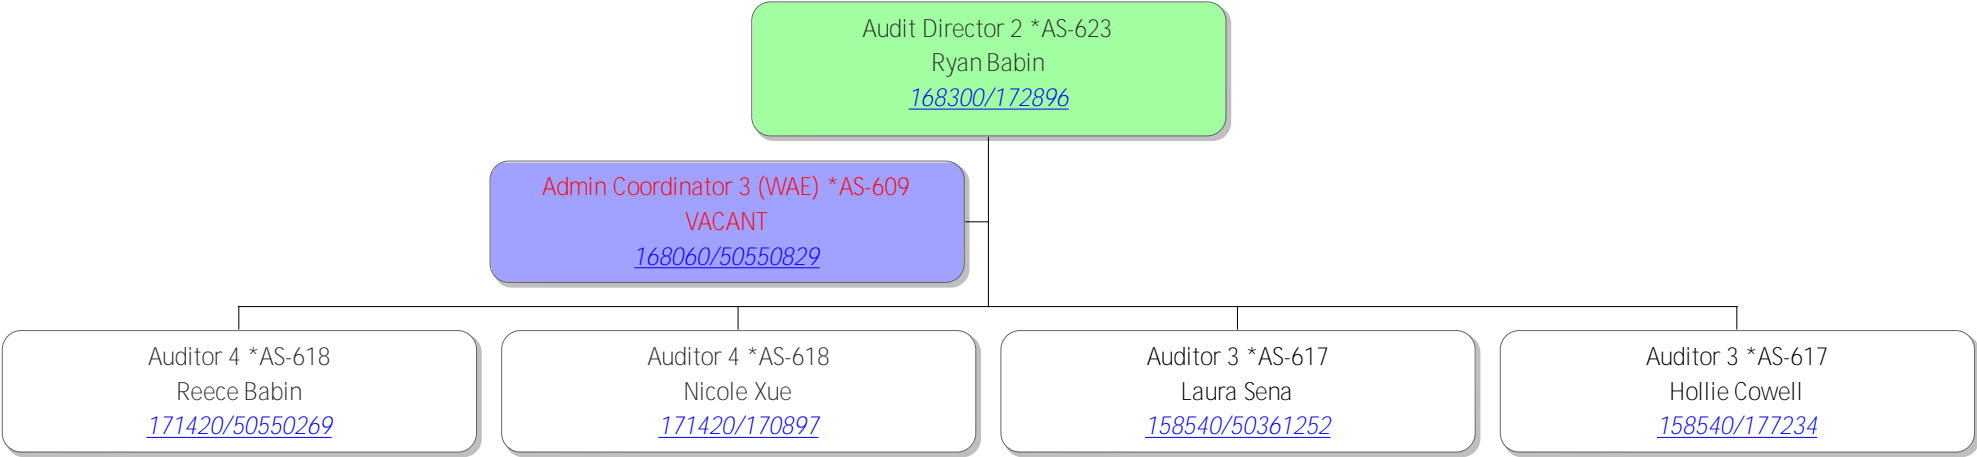 Audit Director 2 *AS-623
Ryan Babin
168300/172896
Admin Coordinator 3 (WAE) *AS-609
VACANT
168060/50550829
Auditor 4 *AS-618
Reece Babin
171420/50550269
Auditor 4 *AS-618
Nicole Xue
171420/170897
Auditor 3 *AS-617
Laura Sena
158540/50361252
Auditor 3 *AS-617
Hollie Cowell
158540/177234